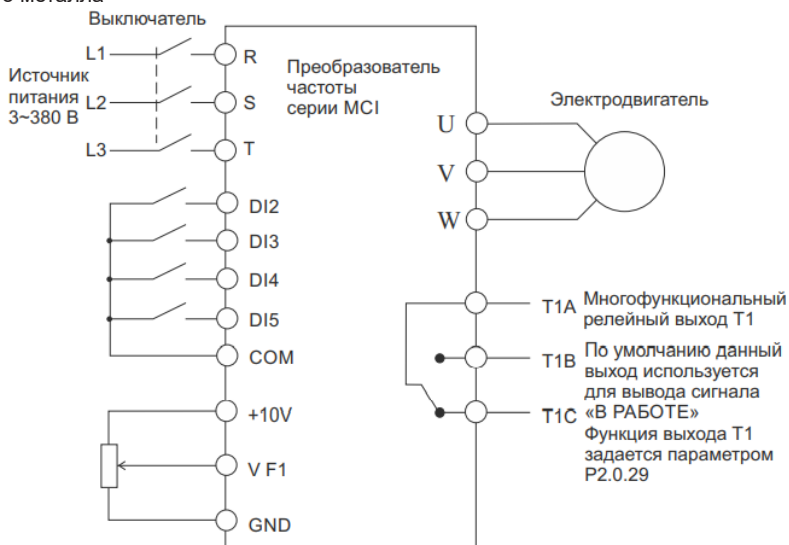 Выключатель
L1
R
Источник
питания
3~380 В
L2
S
L3
T
Преобразователь
частоты
серии MCI
Электродвигатель
U
V
W
DI2
DI3
DI4
DI5
COM
+10V
V F1
GND
T1A
Многофункциональный
релейный выход T1
T1B
По умолчанию данный
выход используется
для вывода сигнала
T1C
«В РАБОТЕ»
Функция выхода T1
задается параметром
P2.0.29